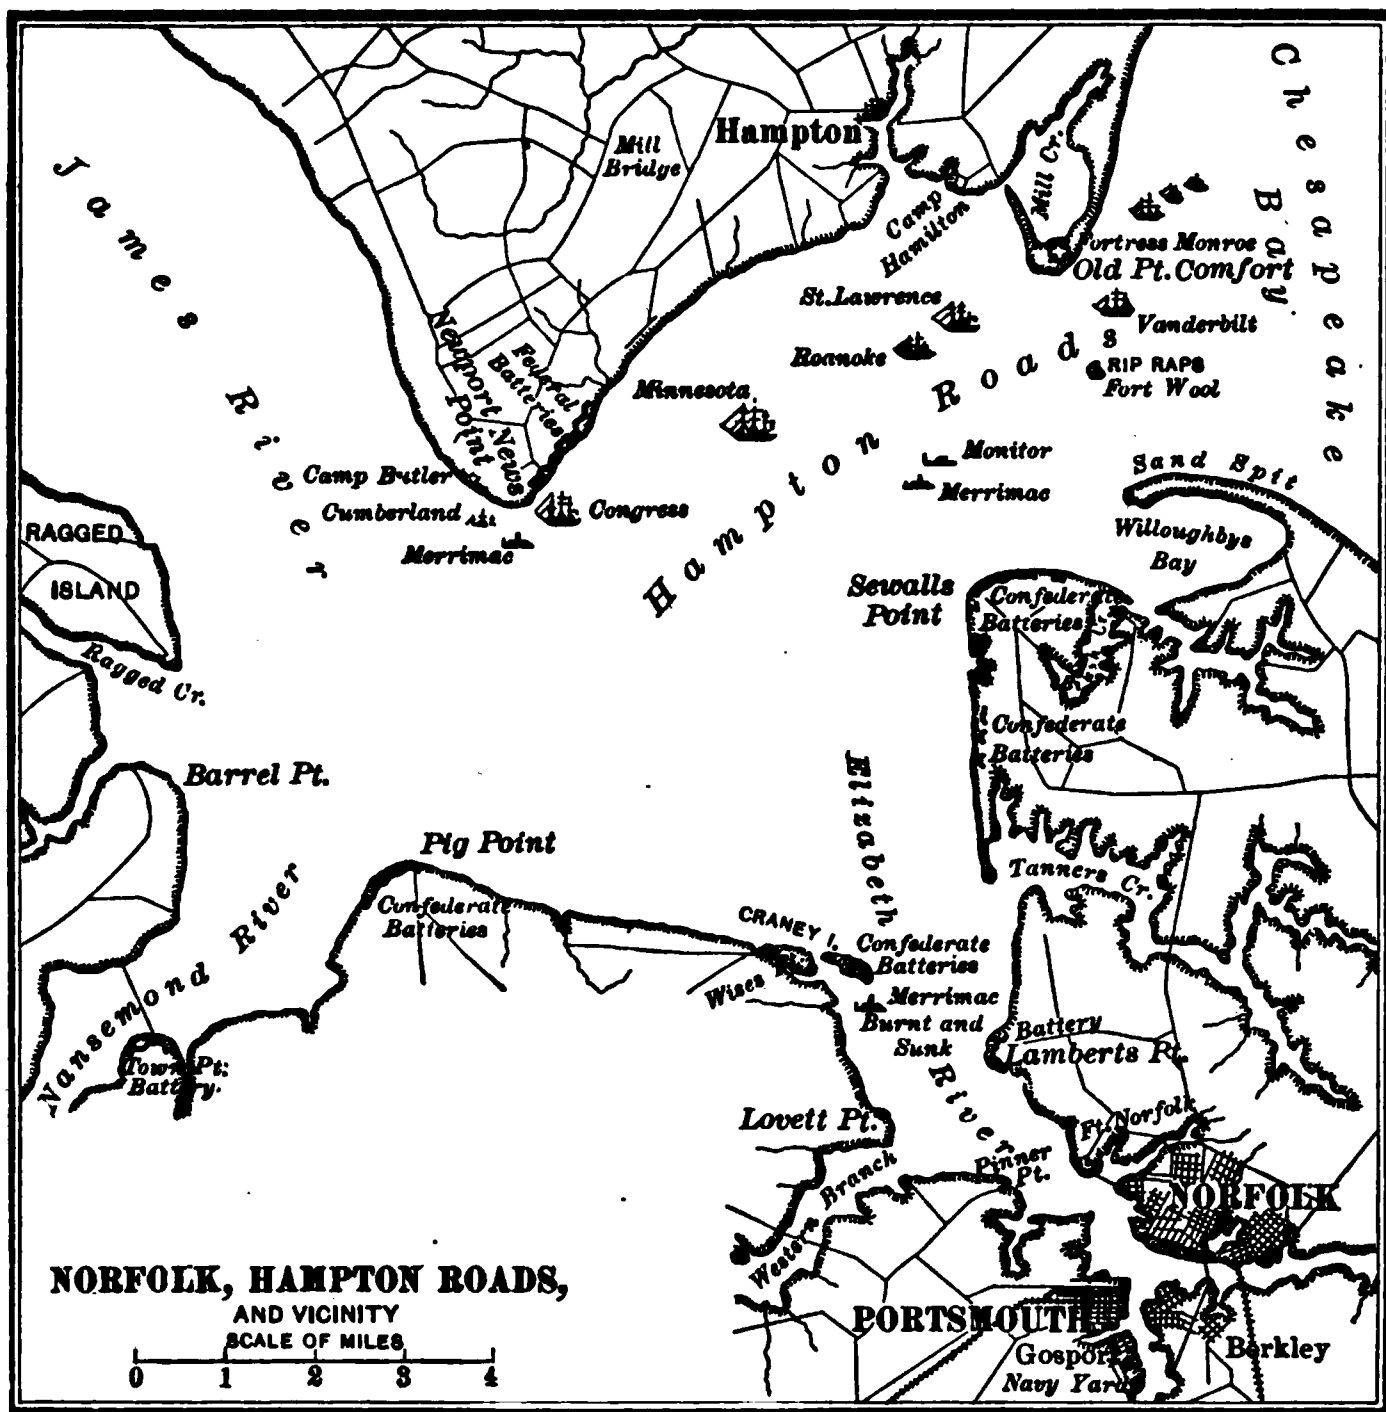 Chesapeake
Bay
James River
Hampton
Mill
Bridge
Mill Cr.
Camp
Hamilton
Fortress Monroe
Old Pt. Comfort
St. Lawrence
Vanderbilt
Roanoke
RIP RAPS
Fort Wool
Hampton Roads
Newport News
Point
Federal
Batteries
Minnesota
Monitor
Merrimac
Sand Spit
Camp Butler
Cumberland
Congress
Merrimac
Willoughbys
Bay
RAGGED
ISLAND
Ragged Cr.
Sewalls
Point
Confederate
Batteries
Confederate
Batteries
Barrel Pt.
Pig Point
Elizabeth River
Confederate
Batteries
Tanners Cr.
Nansemond River
CRANEY I.
Confederate
Batteries
Wises
Merrimac
Burnt and
Sunk
Battery
Lamberts Pt.
Town Pt.
Battery.
Lovett Pt.
Ft. Norfolk
Western Branch
Pinner
Pt.
NORFOLK
NORFOLK, HAMPTON ROADS,
AND VICINITY
SCALE OF MILES
0 1 2 3 4
PORTSMOUTH
Gosport
Navy Yard
Berkley